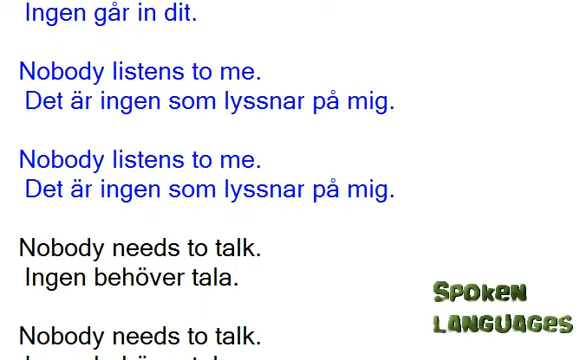 Ingen går in dit.
Nobody listens to me.
Det är ingen som lyssnar på mig.
Nobody listens to me.
Det är ingen som lyssnar på mig.
Nobody needs to talk.
Ingen behöver tala.
Nobody needs to talk.
Spoken
Languages